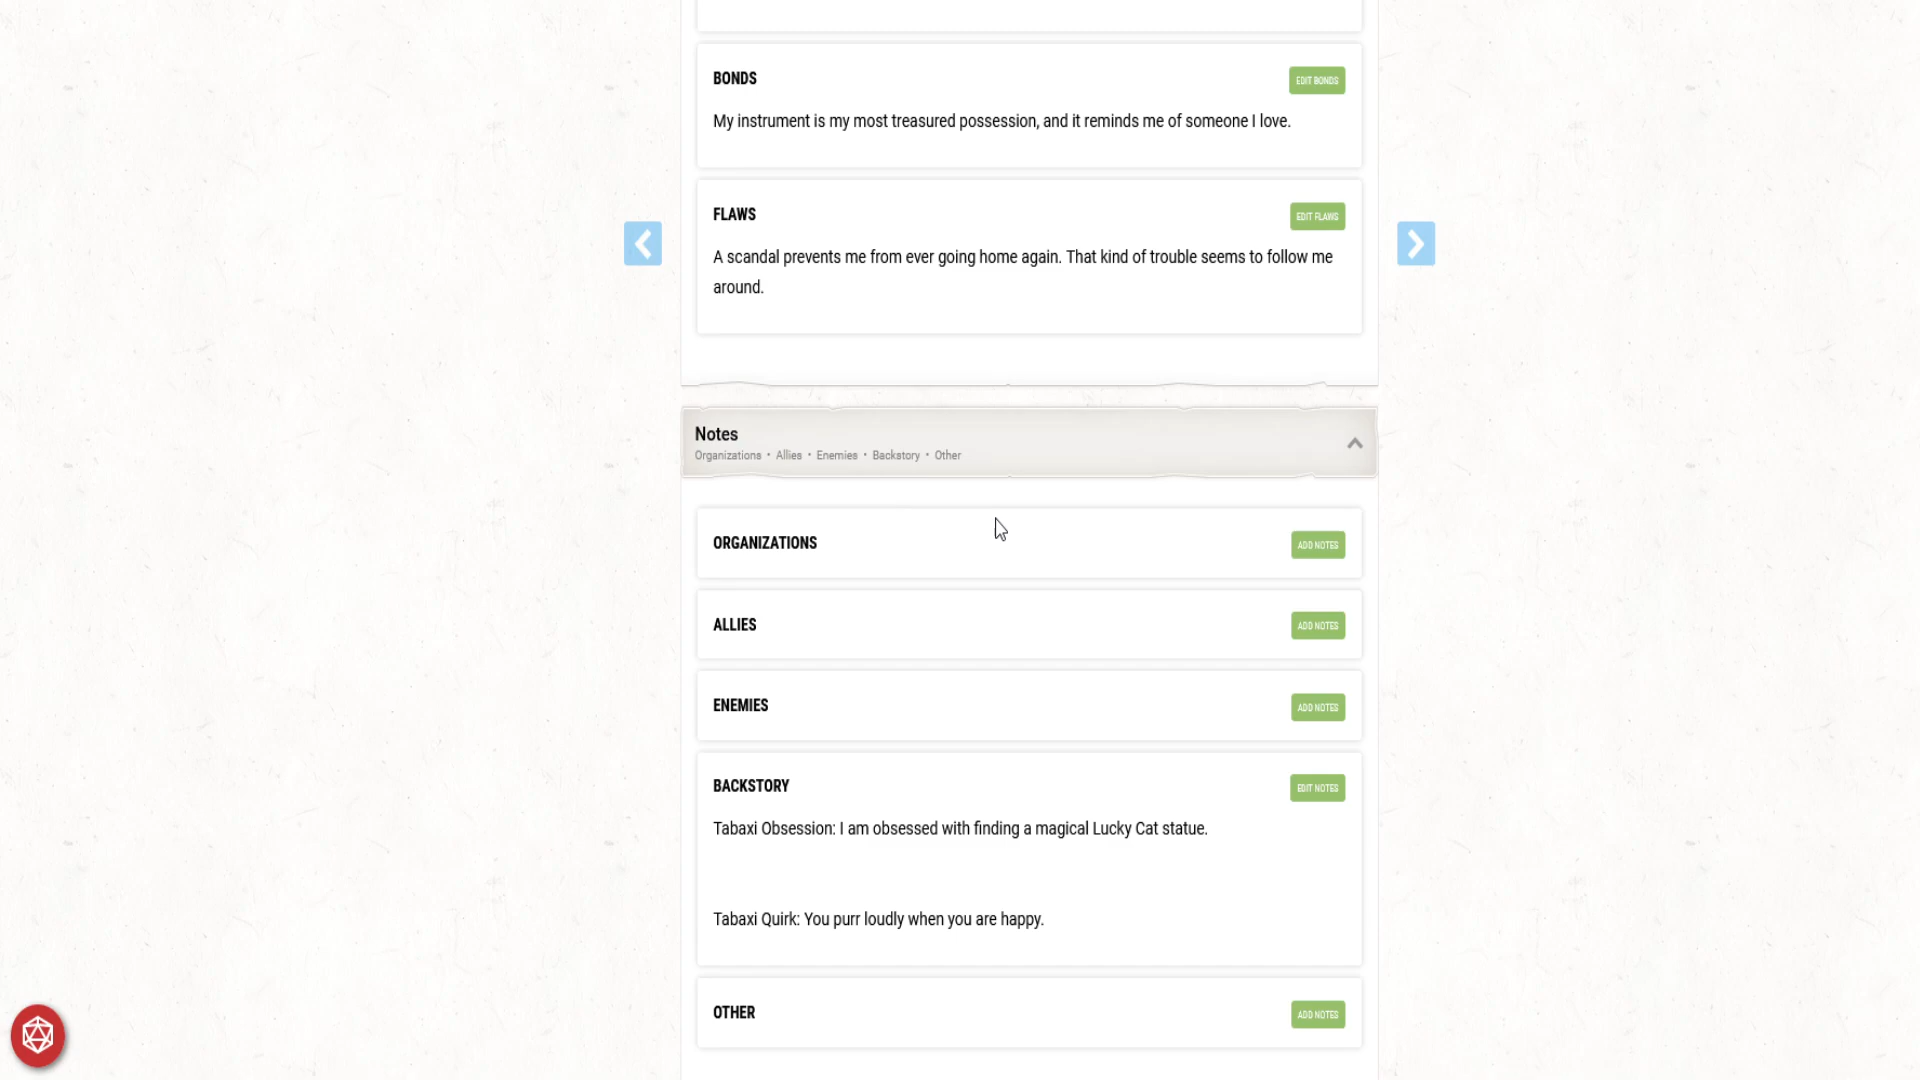 BONDS
EDIT BONDS
My instrument is my most treasured possession, and it reminds me of someone I love.
FLAWS
EDIT FLAWS
A scandal prevents me from ever going home again. That kind of trouble seems to follow me
around.
Notes
Organizations • Allies • Enemies • Backstory • Other
ORGANIZATIONS
ADD NOTES
ALLIES
ADD NOTES
ENEMIES
ADD NOTES
BACKSTORY
EDIT NOTES
Tabaxi Obsession: I am obsessed with finding a magical Lucky Cat statue.
Tabaxi Quirk: You purr loudly when you are happy.
OTHER
ADD NOTES